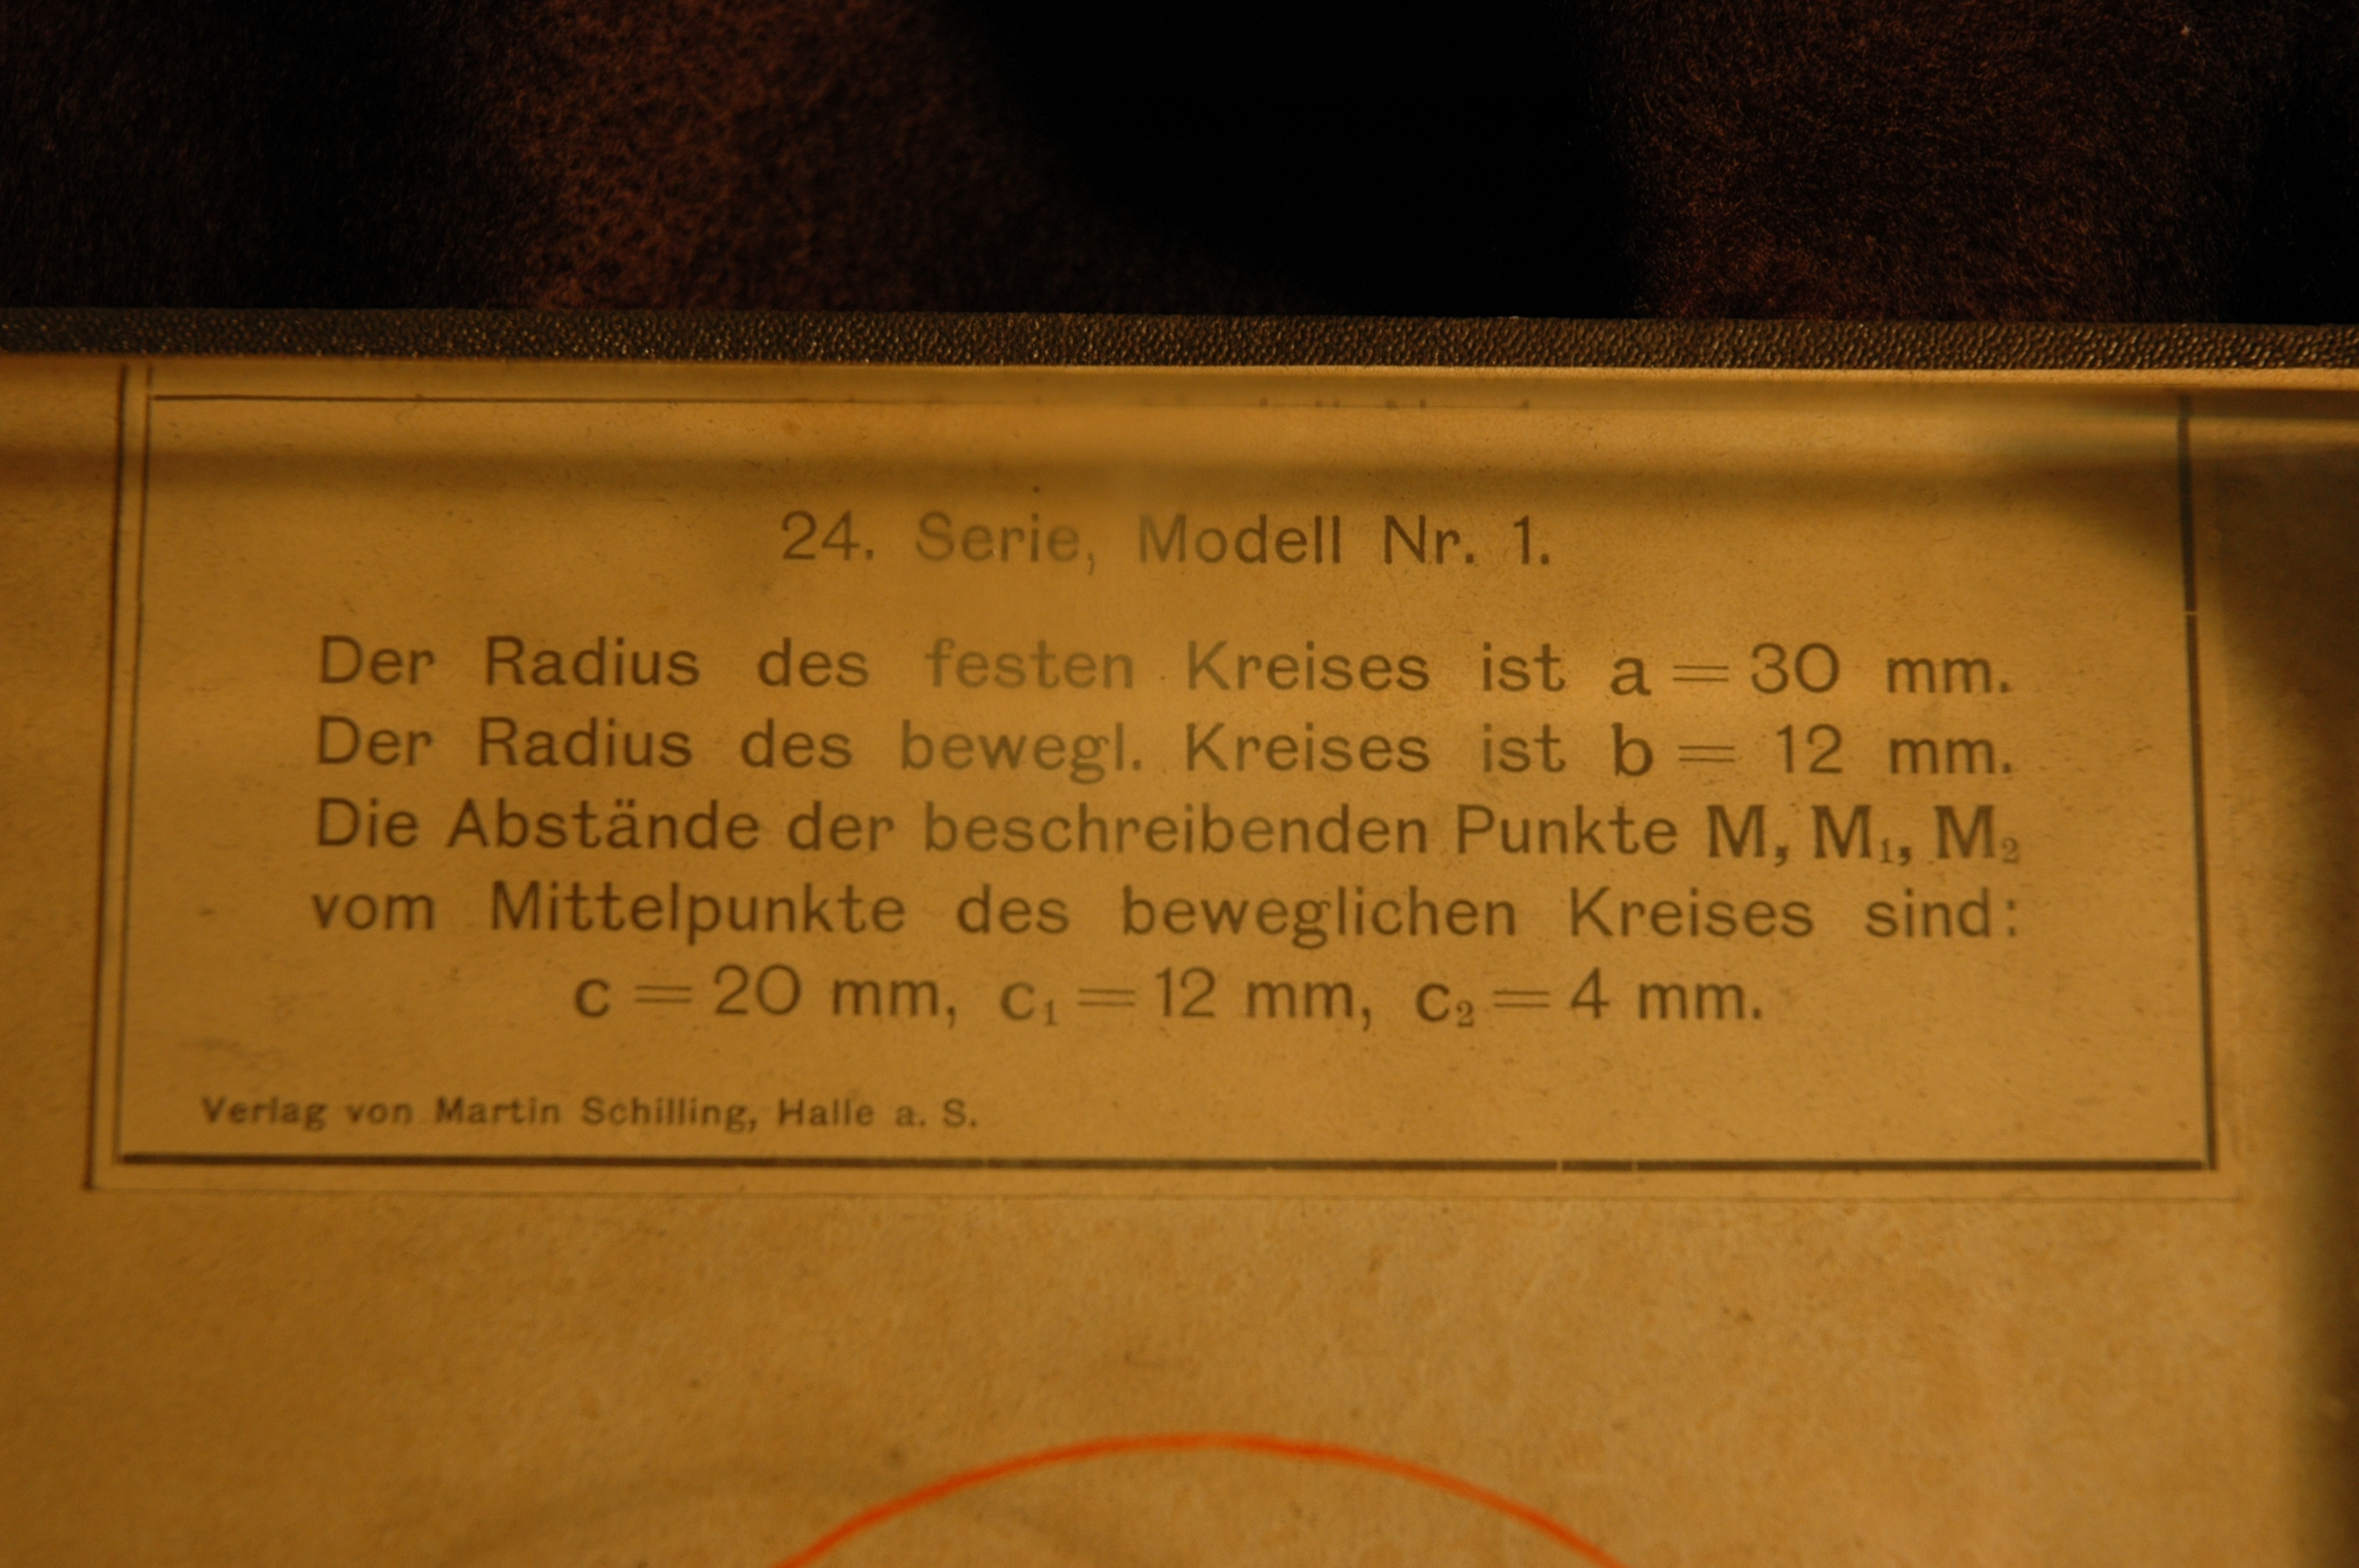 24. Serie, Modell Nr. 1.
Der Radius des festen Kreises ist a = 30 mm.
Der Radius des bewegl. Kreises ist b = 12 mm.
Die Abstände der beschreibenden Punkte M, M₁, M₂
vom Mittelpunkte des beweglichen Kreises sind:
c = 20 mm, c₁ = 12 mm, c₂ = 4 mm.
Verlag von Martin Schilling, Halle a. S.